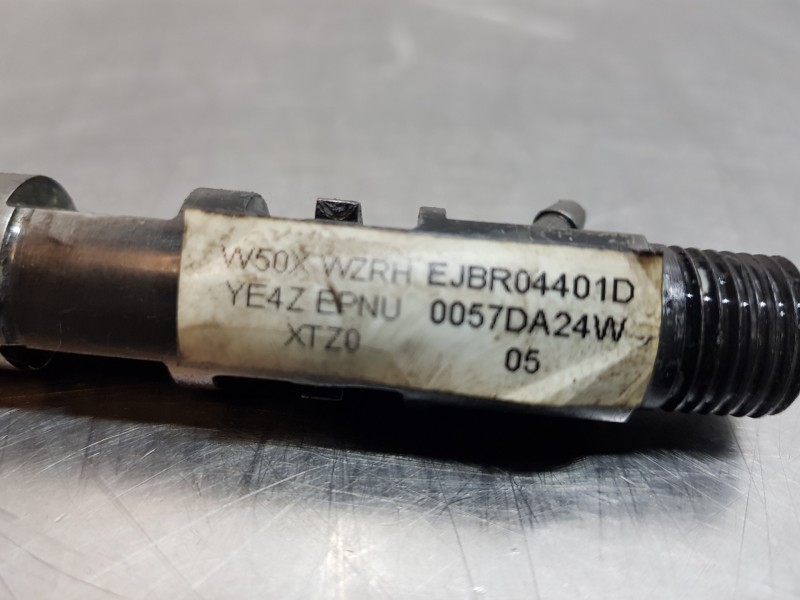 W50X WZRH EJBR04401D
YE4Z EPNU 0057DA24W
XTZ0 05